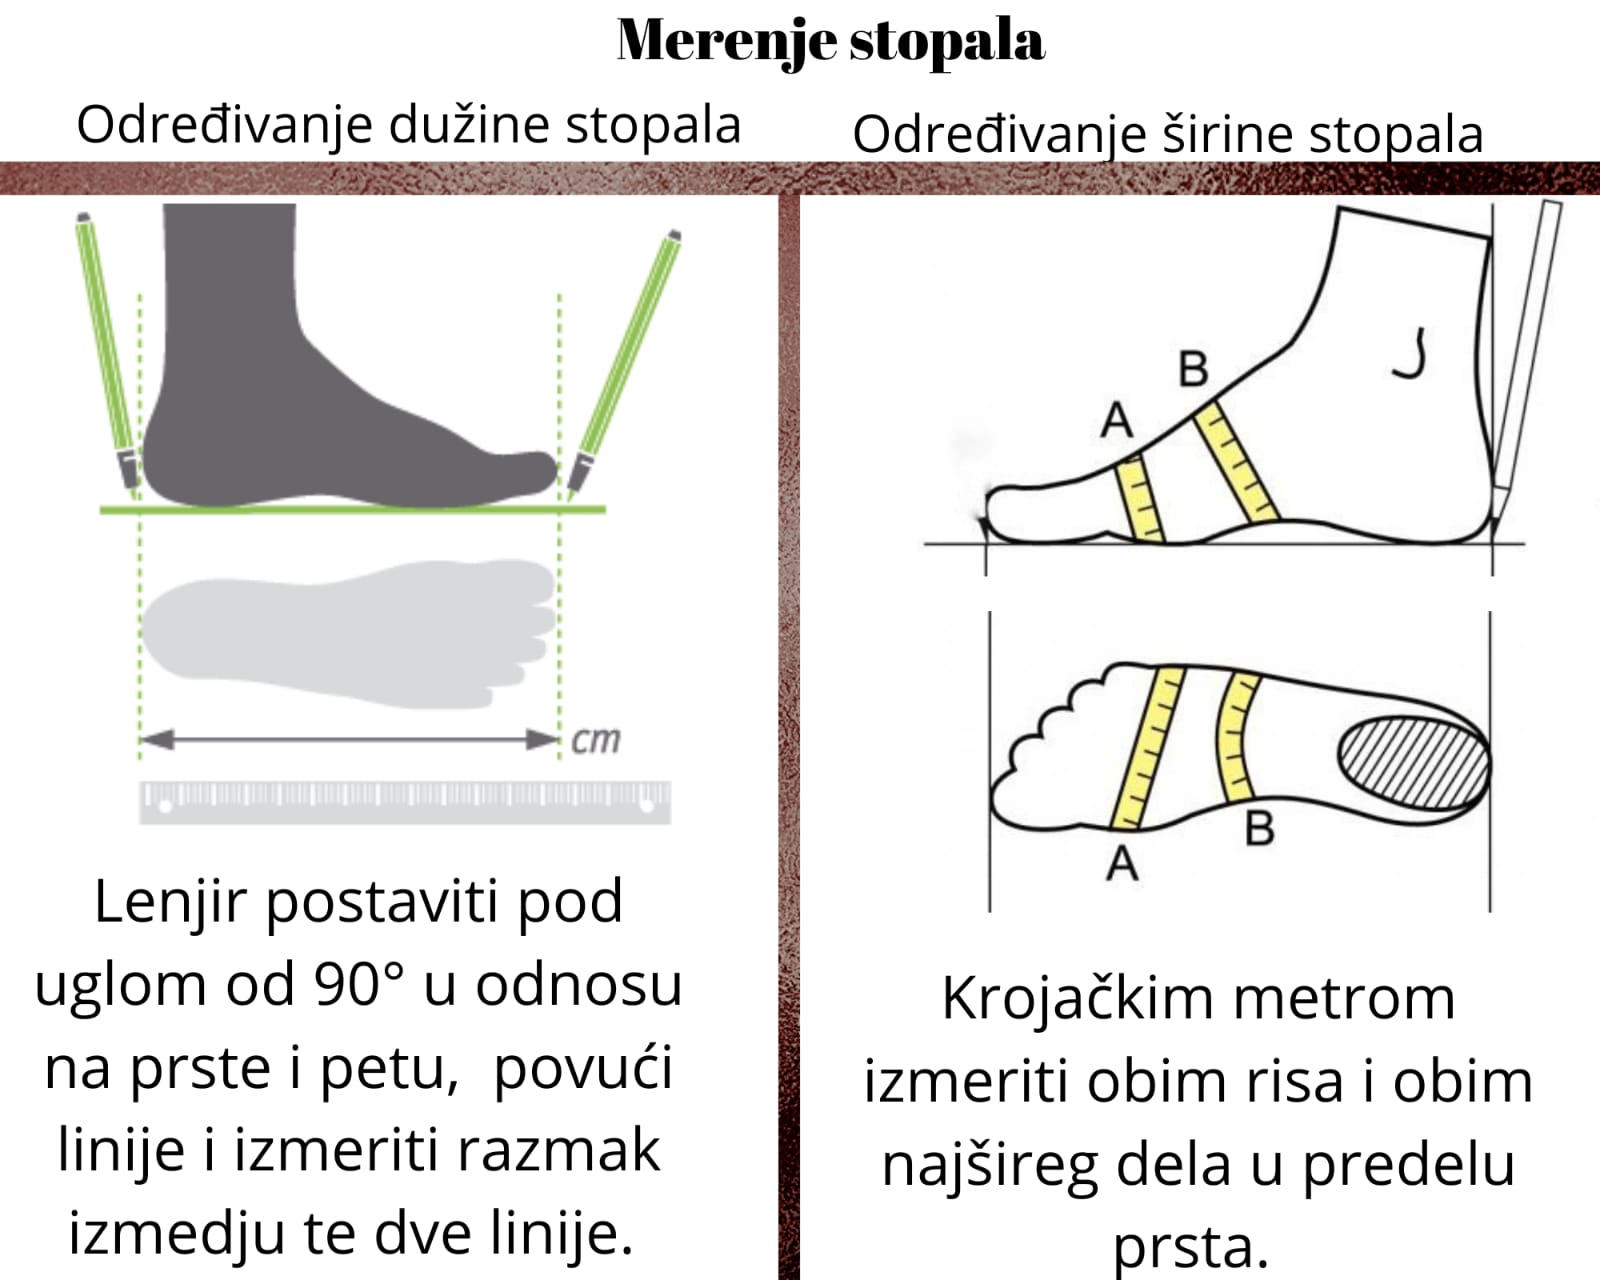 Merenje stopala
Određivanje dužine stopala
Određivanje širine stopala
cm
Lenjir postaviti pod
uglom od 90° u odnosu
na prste i petu, povući
linije i izmeriti razmak
izmedju te dve linije.
B
A
B
A
Krojačkim metrom
izmeriti obim risa i obim
najšireg dela u predelu
prsta.